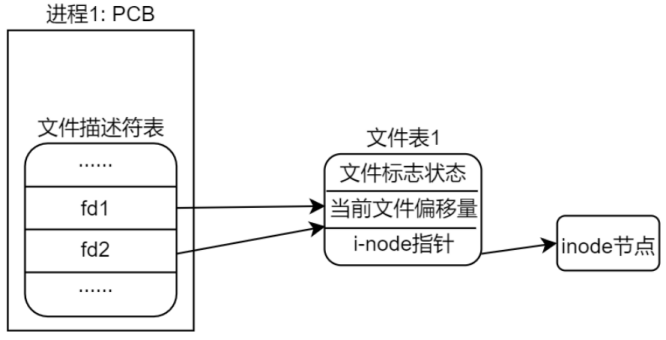 进程1: PCB
文件描述符表
······
fd1
fd2
······
文件表1
文件标志状态
当前文件偏移量
i-node指针
inode节点